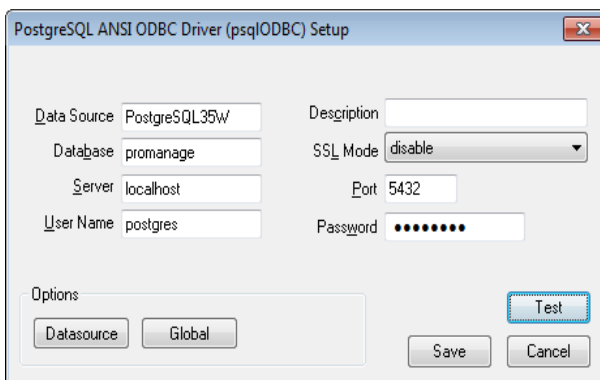 PostgreSQL ANSI ODBC Driver (psqlODBC) Setup
Data Source PostgreSQL35W
Description
Database promanage
SSL Mode disable
Server localhost
Port 5432
User Name postgres
Password ••••••••
Options
Datasource Global
Test
Save Cancel